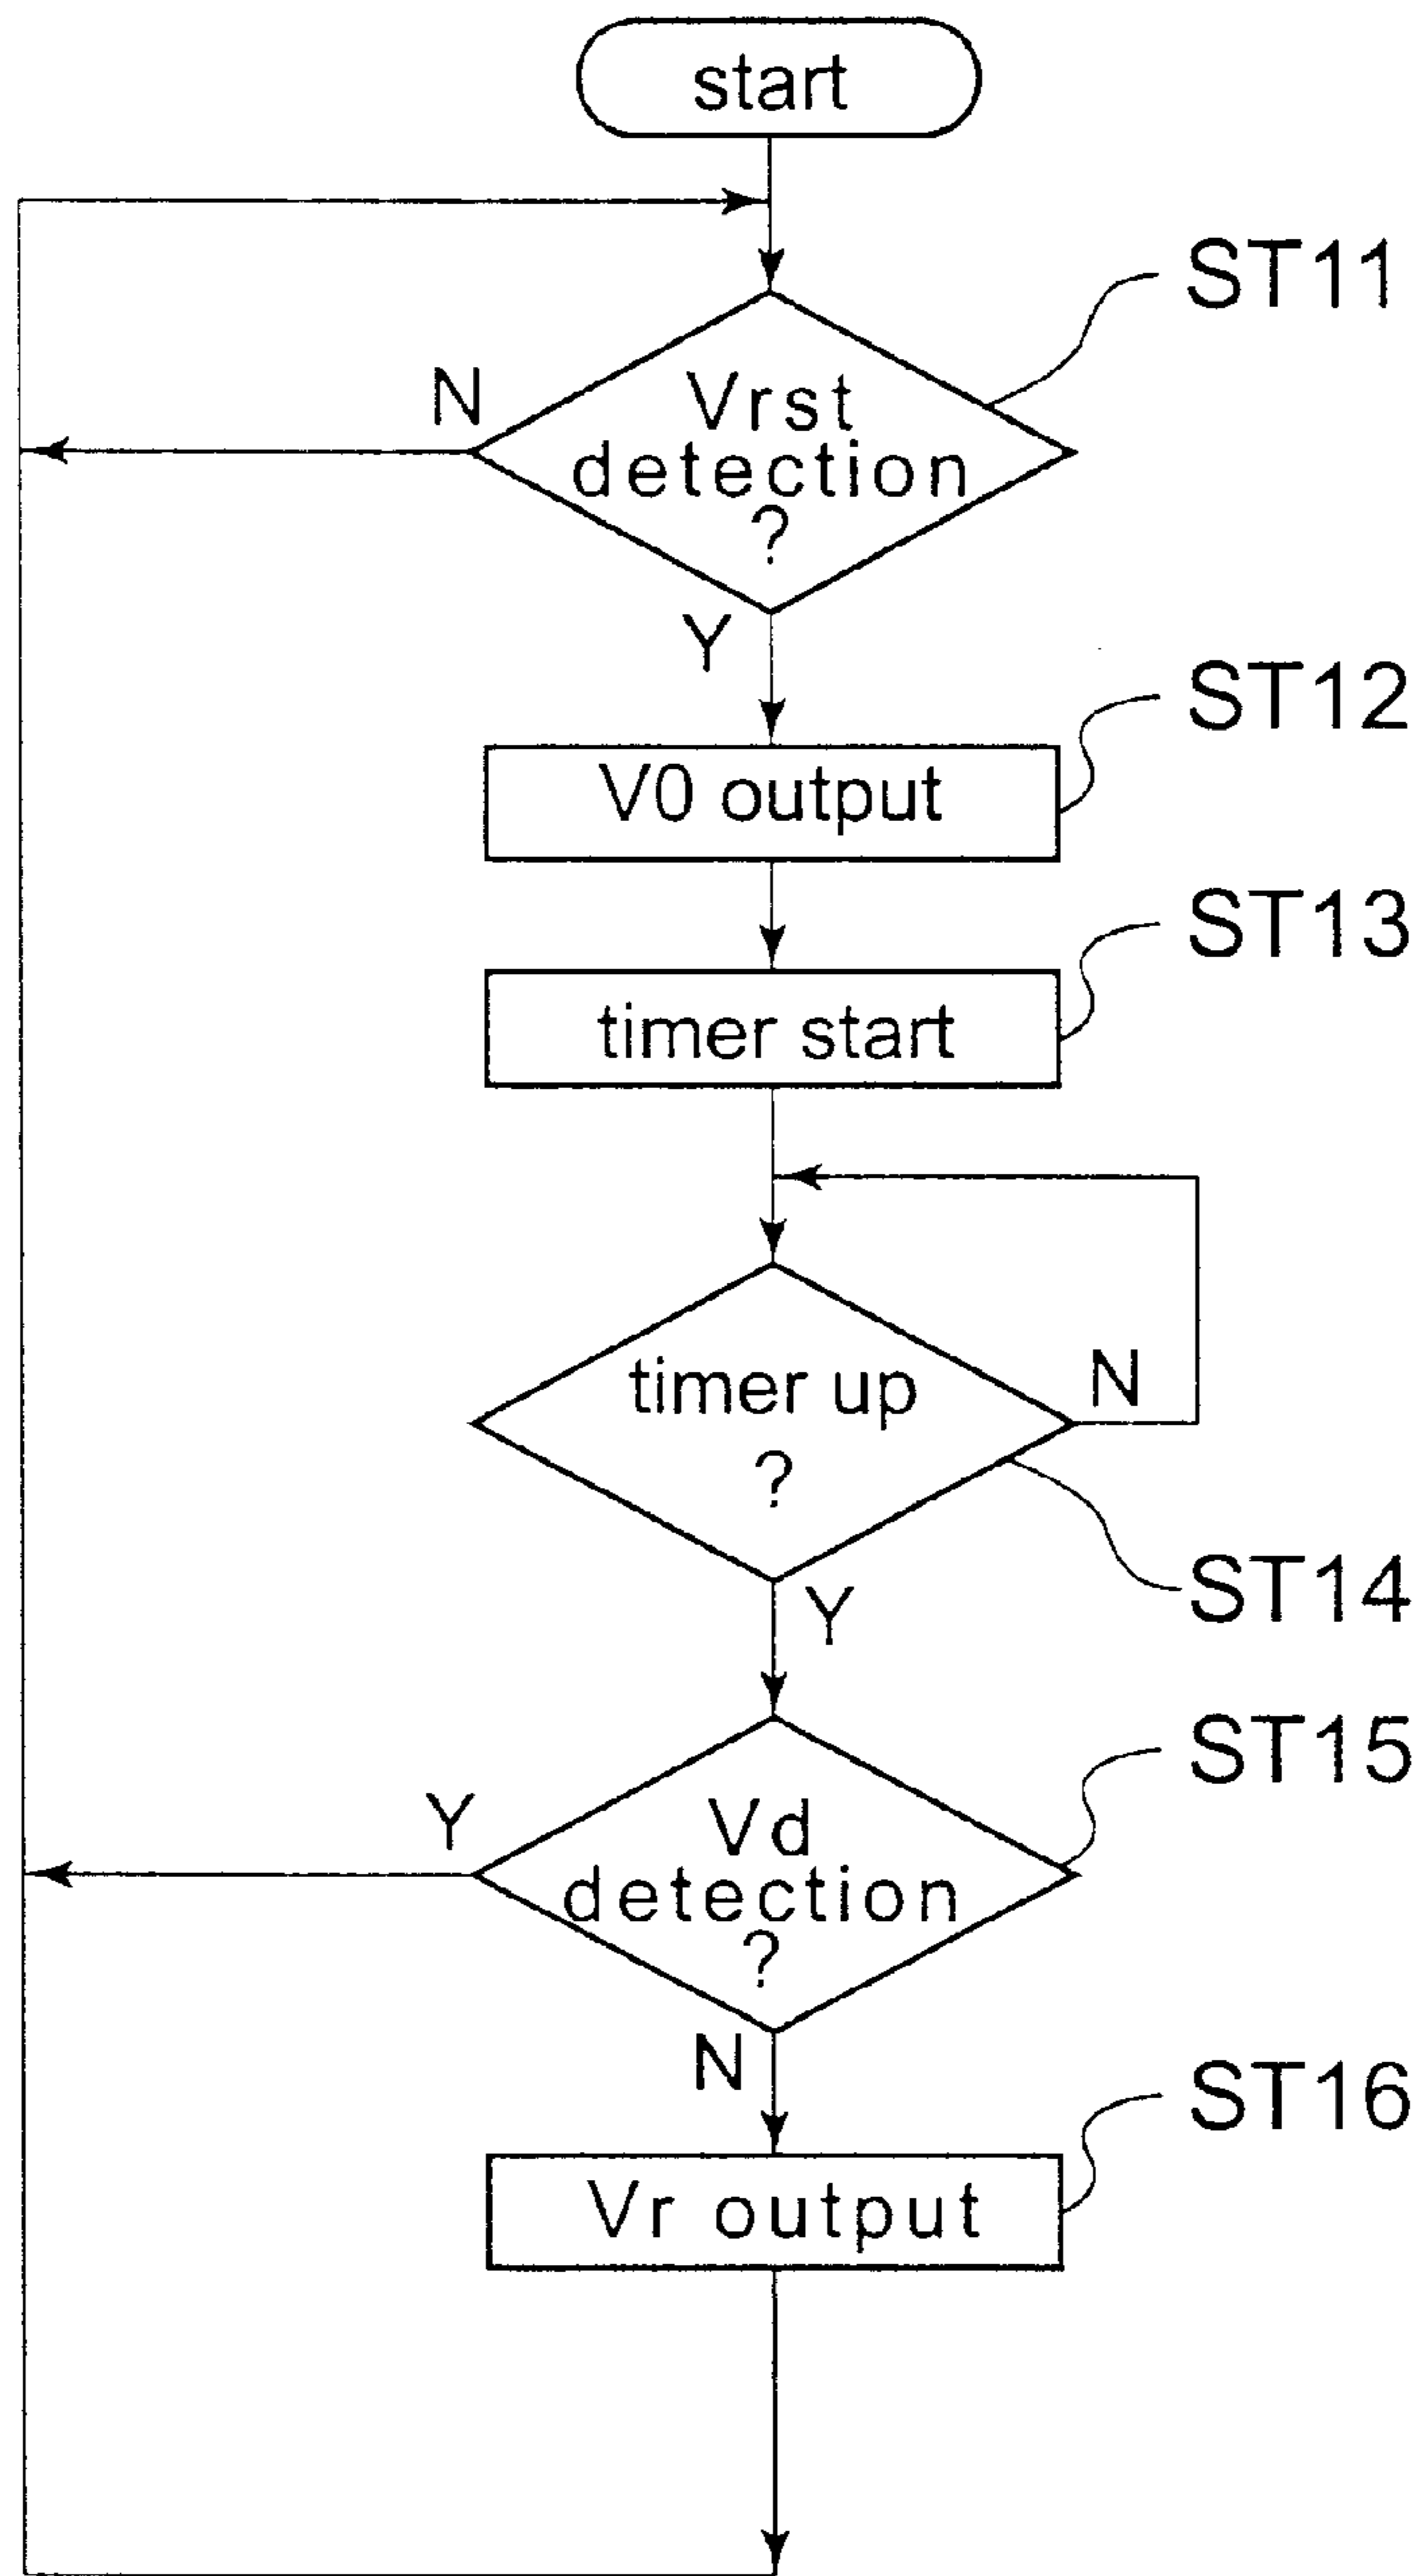 start
ST11
N
Vrst
detection
?
Y
ST12
V0 output
ST13
timer start
timer up
?
N
ST14
Y
ST15
Y
Vd
detection
?
N
ST16
Vr output